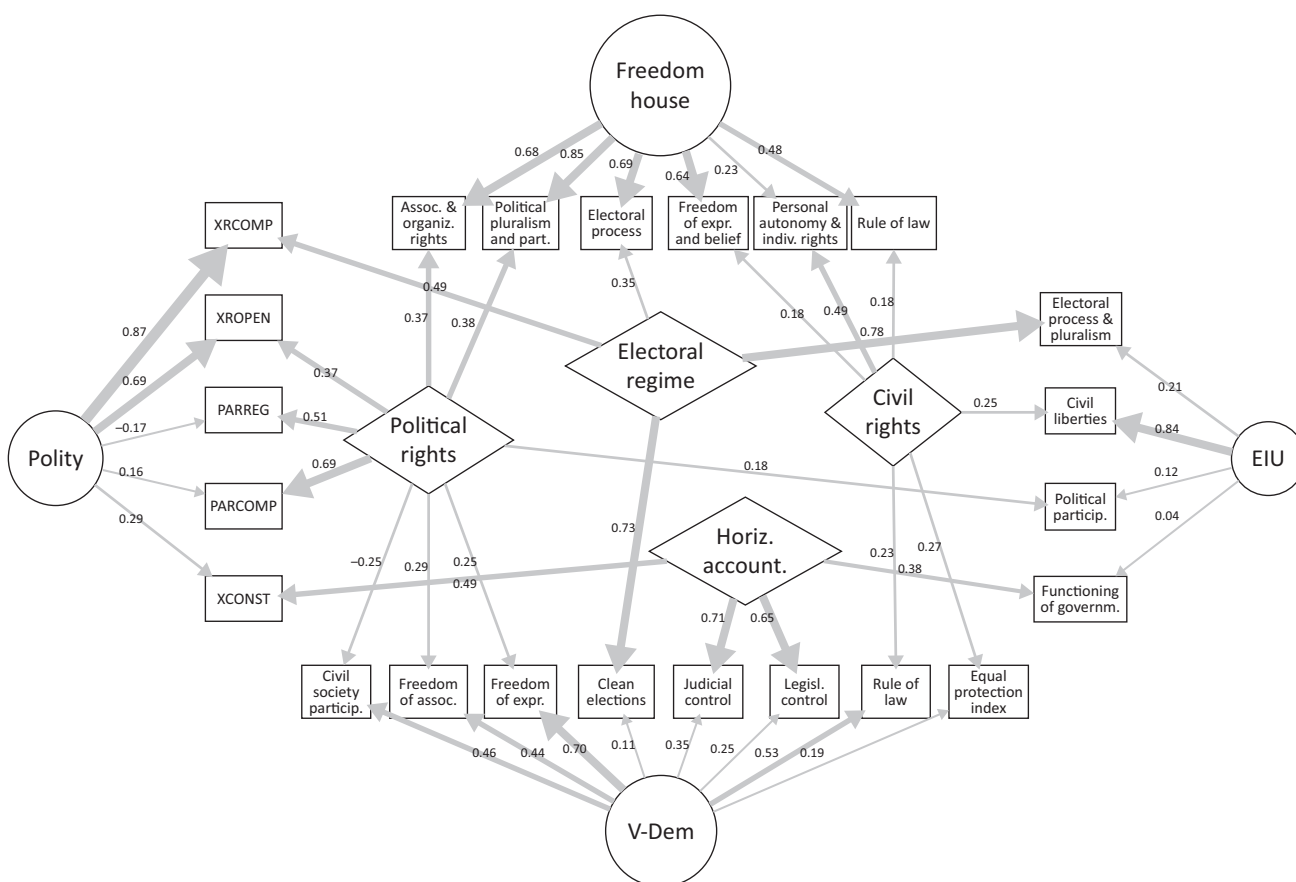 Freedom
house
0.68
0.85
0.69
0.64
0.23
0.48
XRCOMP
Assoc. &
organiz.
rights
Political
pluralism
and part.
Electoral
process
Freedom
of expr.
and belief
Personal
autonomy &
indiv. rights
Rule of law
0.49
0.37
0.38
0.35
0.18
0.49
0.78
0.18
0.87
XROPEN
Electoral
process &
pluralism
Electoral
regime
0.69
0.37
0.21
PARREG
−0.17
0.51
Political
rights
Civil
rights
0.25
Civil
liberties
0.84
Polity
EIU
0.16
0.69
0.18
0.12
PARCOMP
Political
particip.
0.29
0.04
0.73
Horiz.
account.
−0.25
0.29
0.25
0.49
0.23
0.38
0.27
XCONST
Functioning
of governm.
0.71
0.65
Civil
society
particip.
Freedom
of assoc.
Freedom
of expr.
Clean
elections
Judicial
control
Legisl.
control
Rule of
law
Equal
protection
index
0.46
0.44
0.70
0.11
0.35
0.25
0.53
0.19
V-Dem